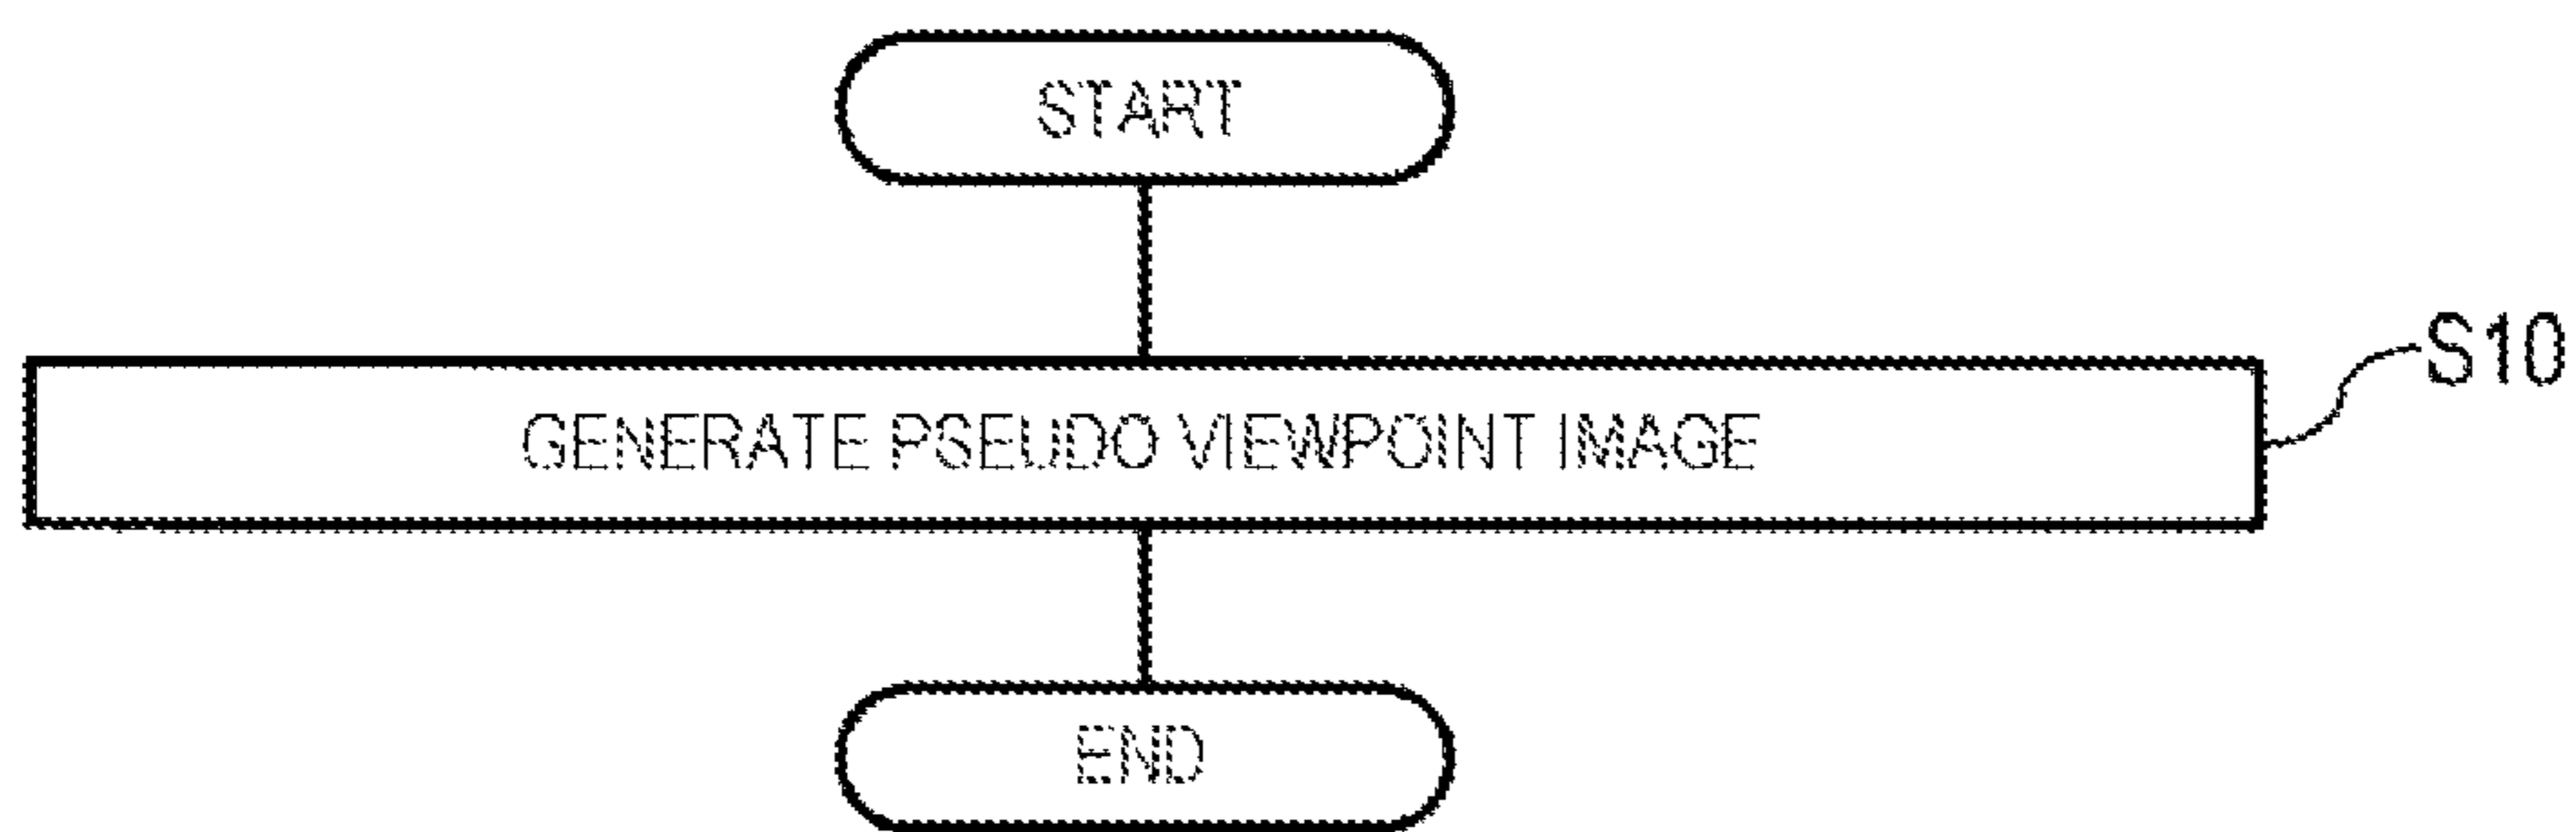 START
S10
GENERATE PSEUDO VIEWPOINT IMAGE
END